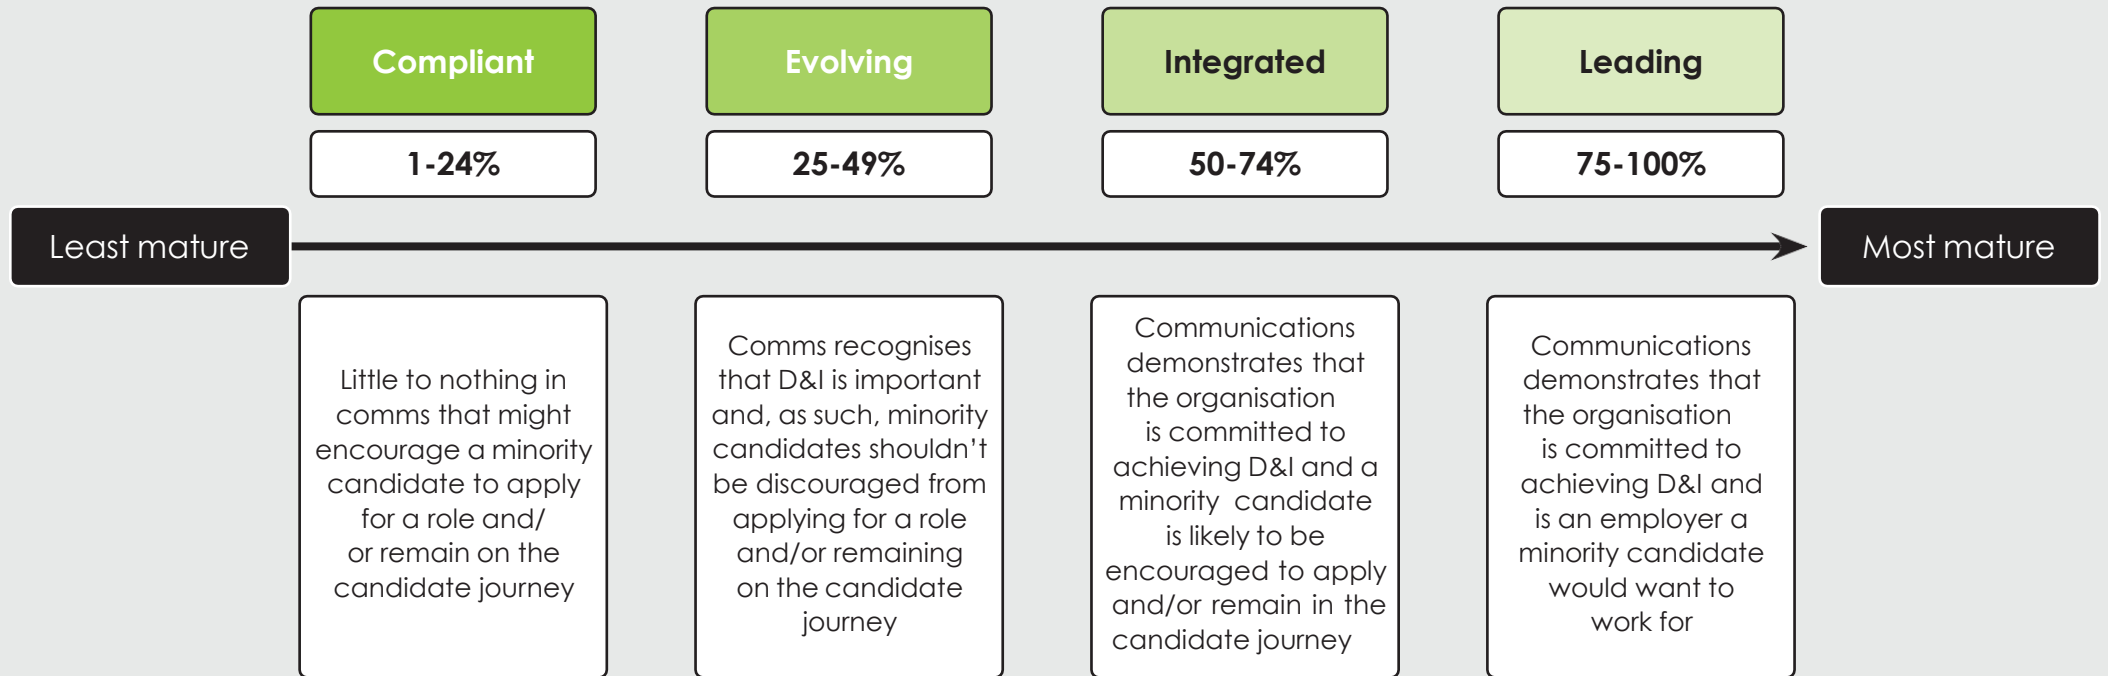 Compliant
Evolving
Integrated
Leading
1-24%
25-49%
50-74%
75-100%
Least mature
Most mature
Little to nothing in
comms that might
encourage a minority
candidate to apply
for a role and/
or remain on the
candidate journey
Comms recognises
that D&I is important
and, as such, minority
candidates shouldn't
be discouraged from
applying for a role
and/or remaining
on the candidate
journey
Communications
demonstrates that
the organisation
is committed to
achieving D&I and a
minority candidate
is likely to be
encouraged to apply
and/or remain in the
candidate journey
Communications
demonstrates that
the organisation
is committed to
achieving D&I and
is an employer a
minority candidate
would want to
work for